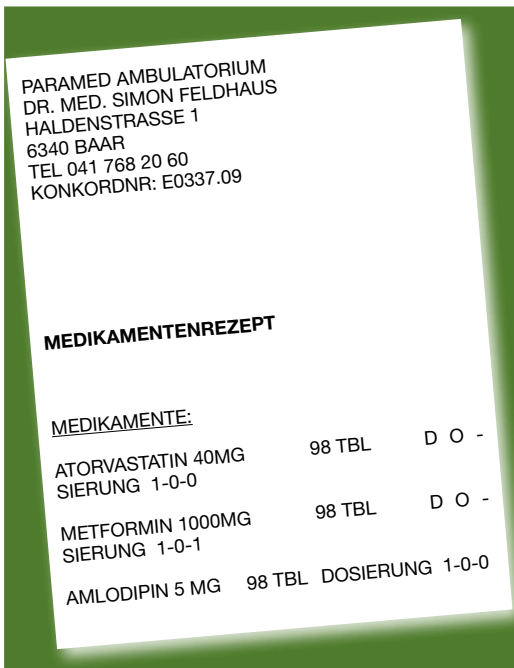 PARAMED AMBULATORIUM
DR. MED. SIMON FELDHAUS
HALDENSTRASSE 1
6340 BAAR
TEL 041 768 20 60
KONKORDNR: E0337.09
MEDIKAMENTENREZEPT
MEDIKAMENTE:
ATORVASTATIN 40MG 98 TBL D O -
SIERUNG 1-0-0
METFORMIN 1000MG 98 TBL D O -
SIERUNG 1-0-1
AMLODIPIN 5 MG 98 TBL DOSIERUNG 1-0-0